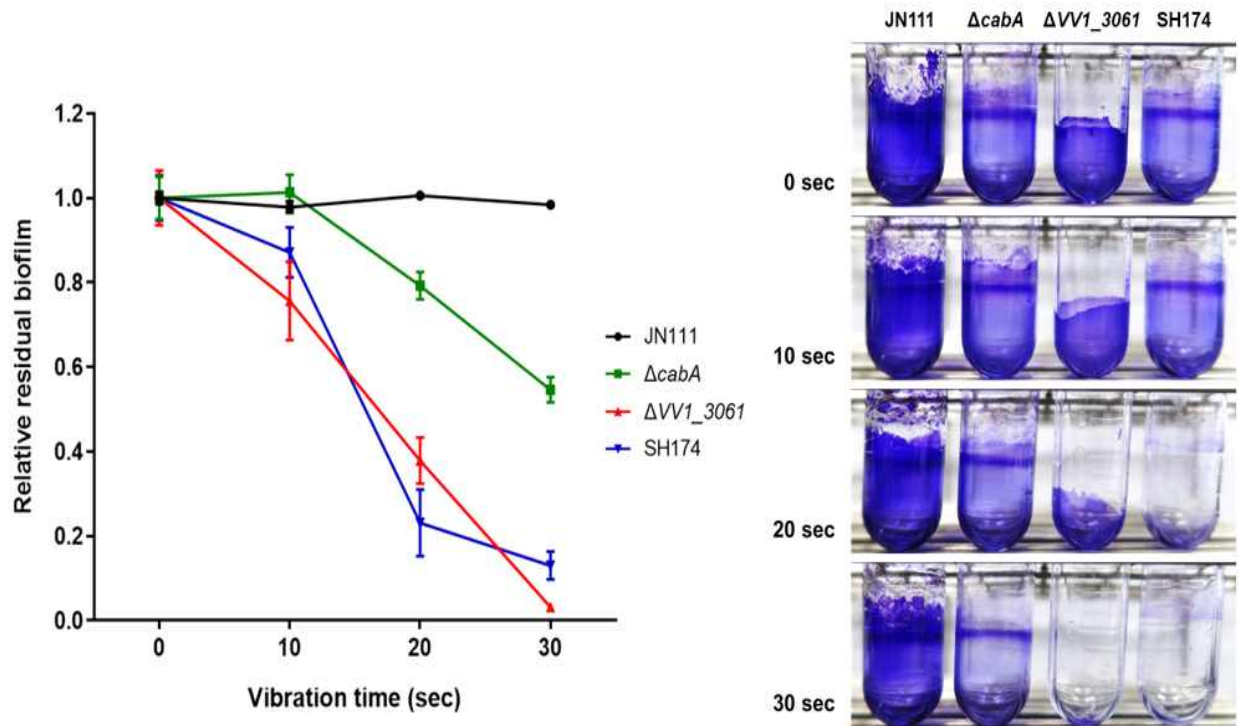 JN111 ΔcabA ΔVV1_3061 SH174
0 sec
10 sec
20 sec
30 sec
Relative residual biofilm
1.2
1.0
0.8
0.6
0.4
0.2
0.0
0 10 20 30
Vibration time (sec)
JN111
ΔcabA
ΔVV1_3061
SH174